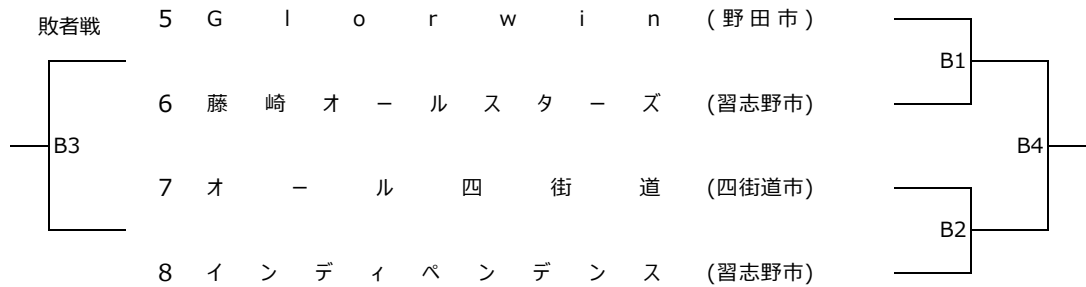 敗者戦
5 Glorwin (野田市)
B1
6 藤崎オールスターズ (習志野市)
B3
B4
7 オール四街道 (四街道市)
B2
8 インディペンデンス (習志野市)